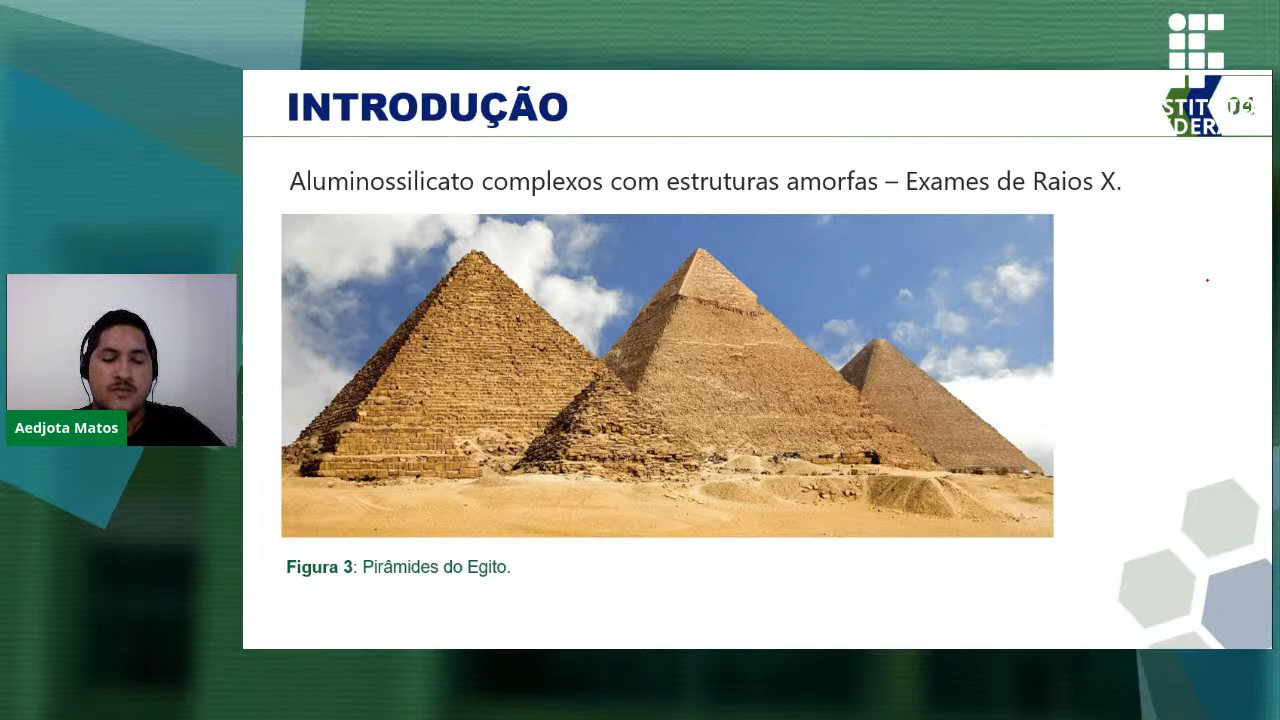 INTRODUÇÃO
Aluminossilicato complexos com estruturas amorfas – Exames de Raios X.
Aedjota Matos
Figura 3: Pirâmides do Egito.